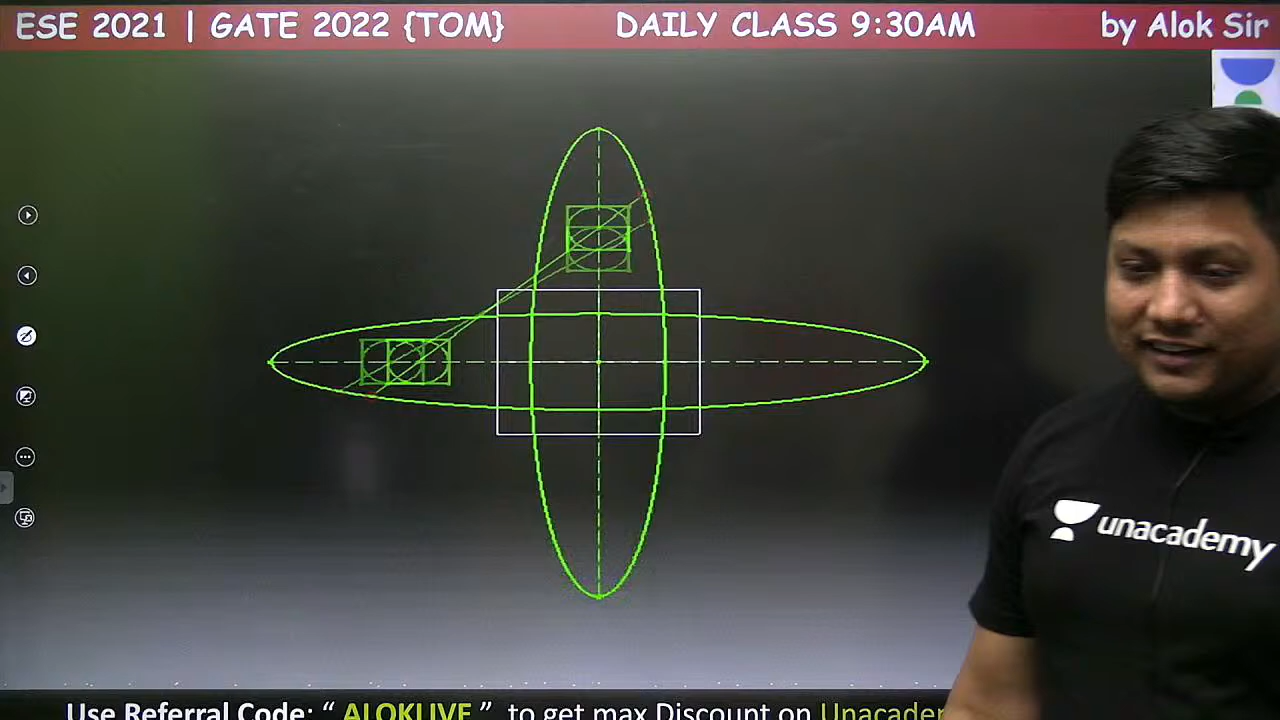 ESE 2021 | GATE 2022 {TOM} DAILY CLASS 9:30AM by Alok Sir
unacademy
Use Referral Code: “ ALOKLIVE ” to get max Discount on Unacader